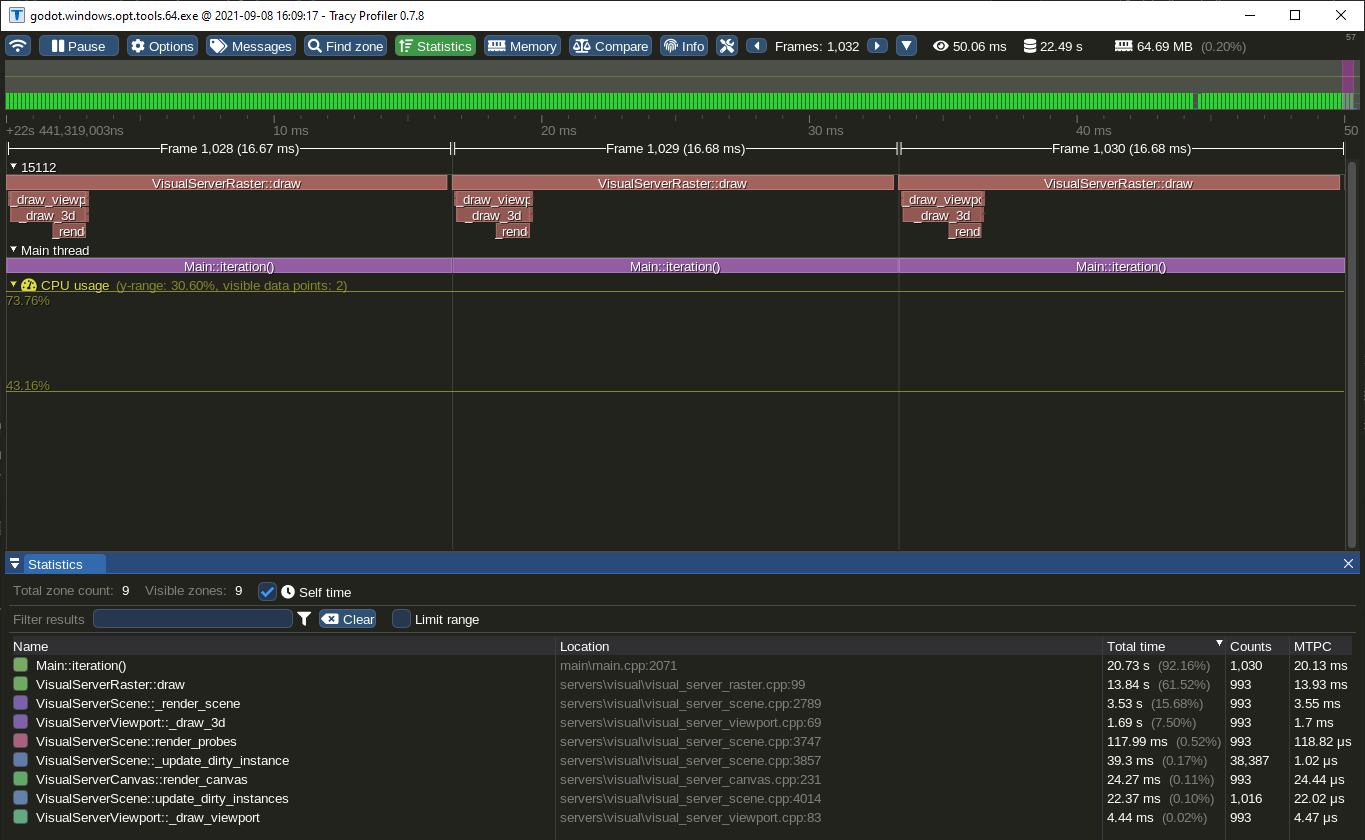 godot.windows.opt.tools.64.exe @ 2021-09-08 16:09:17 - Tracy Profiler 0.7.8
Pause Options Messages Find zone Statistics Memory Compare Info Frames: 1,032 50.06 ms 22.49 s 64.69 MB (0.20%) 57
+22s 441,319,003ns 10 ms 20 ms 30 ms 40 ms 50
Frame 1,028 (16.67 ms) Frame 1,029 (16.68 ms) Frame 1,030 (16.68 ms)
15112
VisualServerRaster::draw VisualServerRaster::draw VisualServerRaster::draw
_draw_viewp _draw_viewp _draw_viewpo
_draw_3d _draw_3d _draw_3d
_rend _rend _rend
Main thread
Main::iteration() Main::iteration() Main::iteration()
CPU usage (y-range: 30.60%, visible data points: 2)
73.76%
43.16%
Statistics
Total zone count: 9 Visible zones: 9 Self time
Filter results Clear Limit range
Name Location Total time Counts MTPC
Main::iteration() main\main.cpp:2071 20.73 s (92.16%) 1,030 20.13 ms
VisualServerRaster::draw servers\visual\visual_server_raster.cpp:99 13.84 s (61.52%) 993 13.93 ms
VisualServerScene::_render_scene servers\visual\visual_server_scene.cpp:2789 3.53 s (15.68%) 993 3.55 ms
VisualServerViewport::_draw_3d servers\visual\visual_server_viewport.cpp:69 1.69 s (7.50%) 993 1.7 ms
VisualServerScene::render_probes servers\visual\visual_server_scene.cpp:3747 117.99 ms (0.52%) 993 118.82 μs
VisualServerScene::_update_dirty_instance servers\visual\visual_server_scene.cpp:3857 39.3 ms (0.17%) 38,387 1.02 μs
VisualServerCanvas::render_canvas servers\visual\visual_server_canvas.cpp:231 24.27 ms (0.11%) 993 24.44 μs
VisualServerScene::update_dirty_instances servers\visual\visual_server_scene.cpp:4014 22.37 ms (0.10%) 1,016 22.02 μs
VisualServerViewport::_draw_viewport servers\visual\visual_server_viewport.cpp:83 4.44 ms (0.02%) 993 4.47 μs